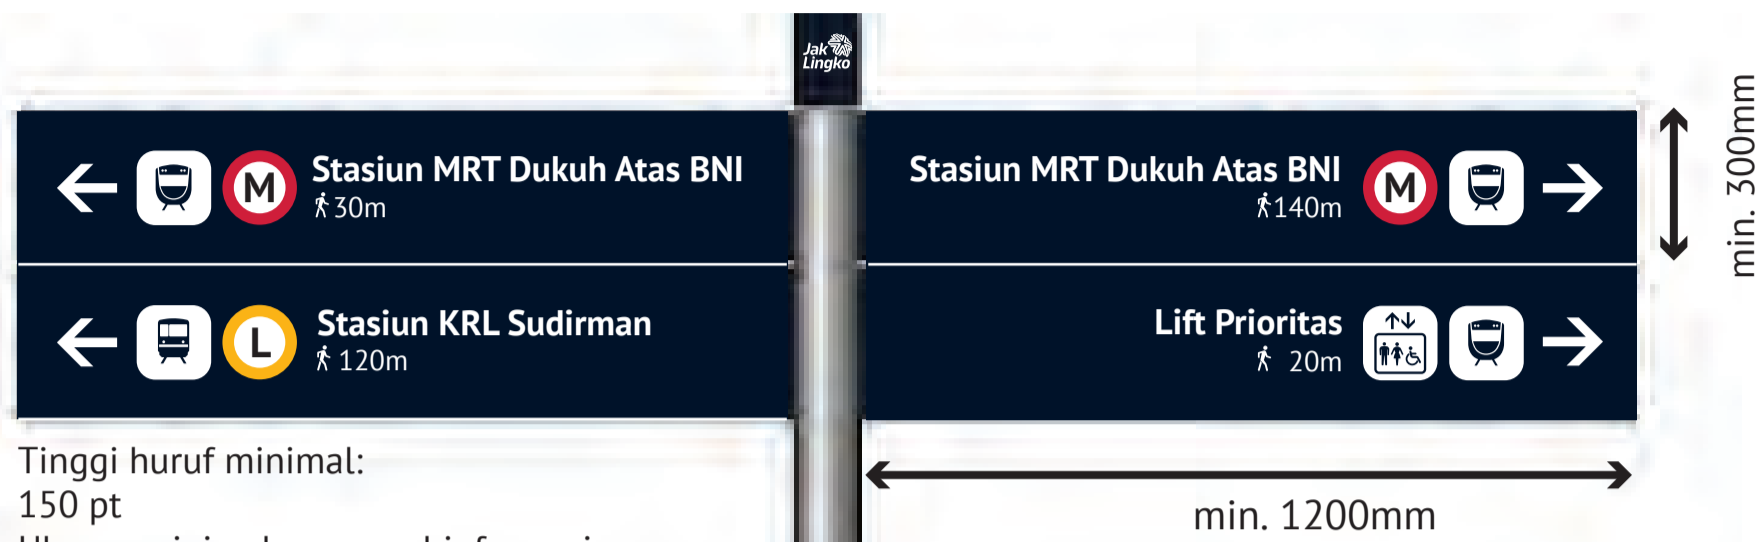 Jak
Lingko
M
Stasiun MRT Dukuh Atas BNI
30m
L
Stasiun KRL Sudirman
120m
Stasiun MRT Dukuh Atas BNI
140m
M
Lift Prioritas
20m
min. 300mm
min. 1200mm
Tinggi huruf minimal:
150 pt